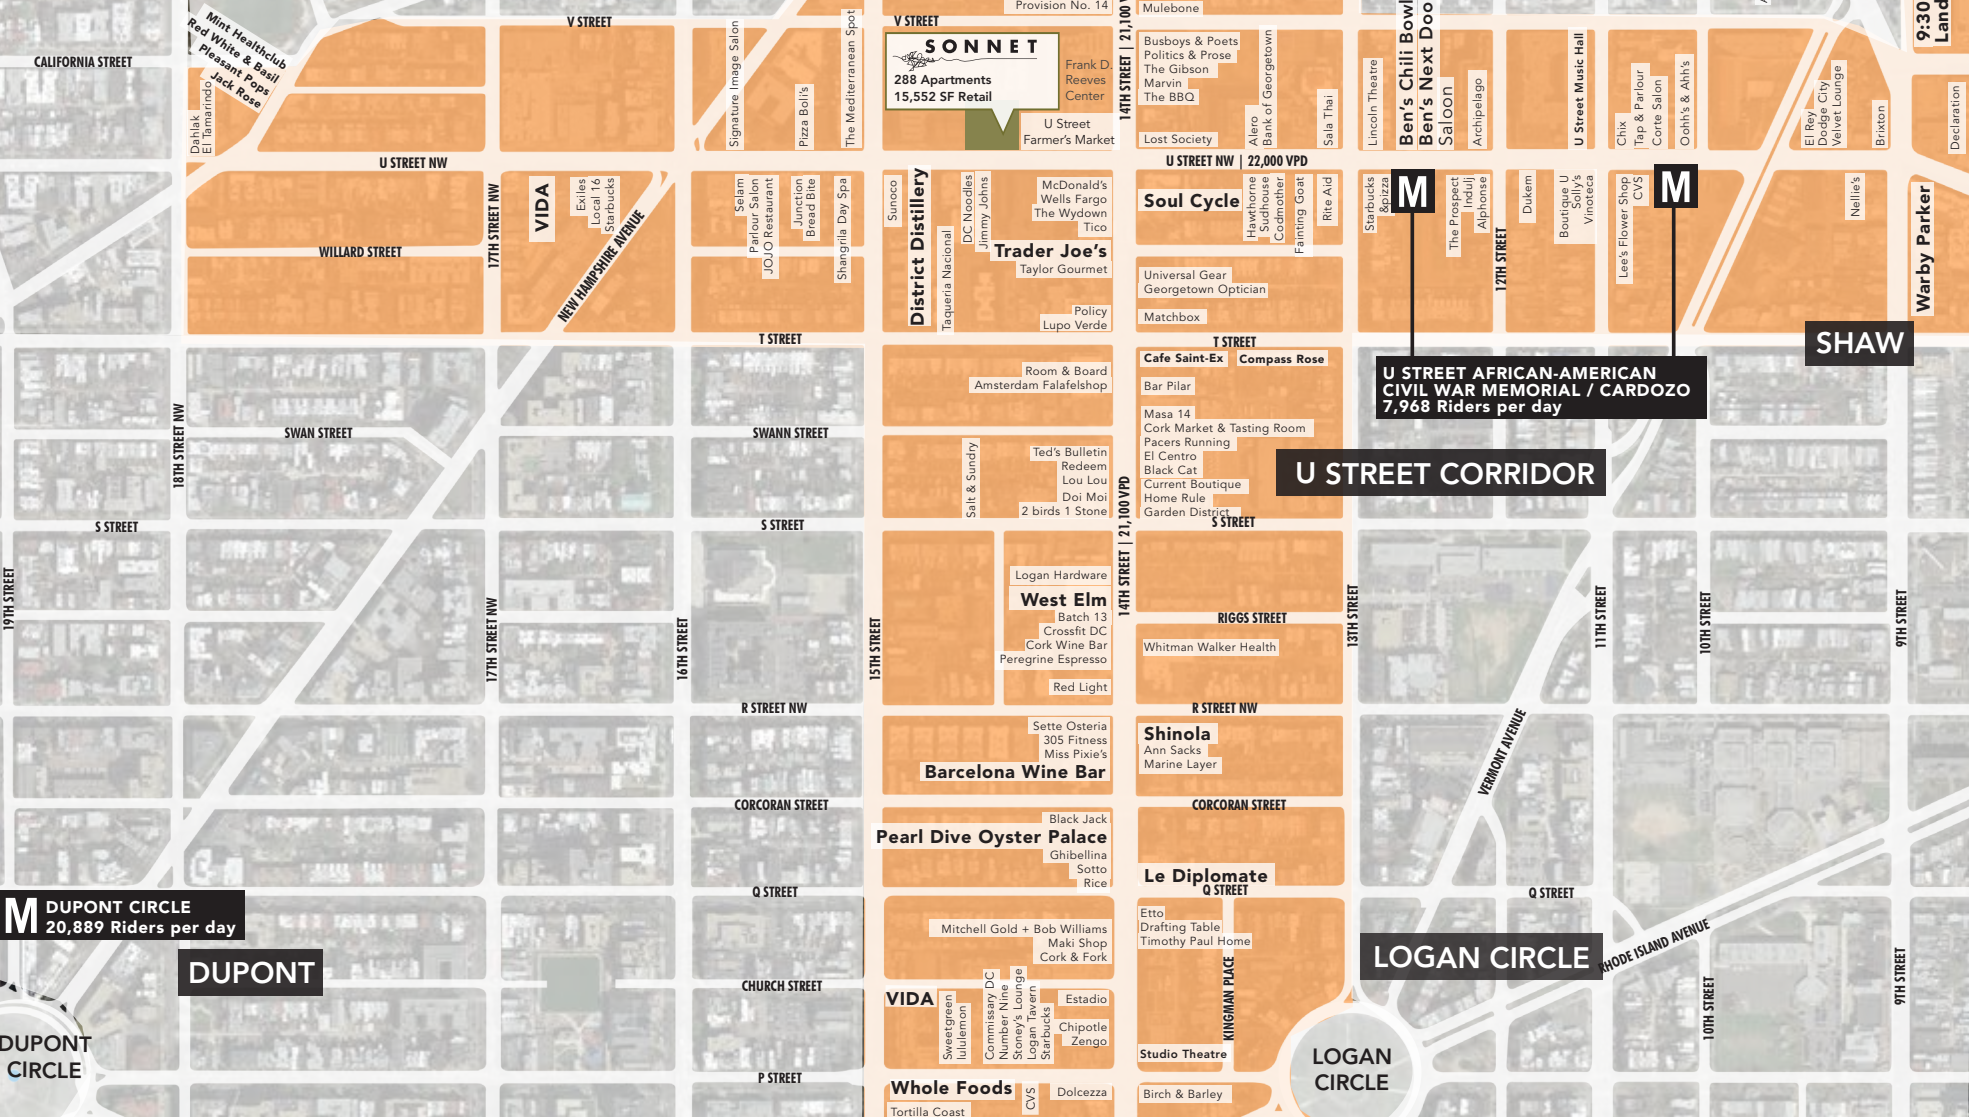 Provision No. 14
Mulebone
V STREET
V STREET
CALIFORNIA STREET
Mint Healthclub
Red White & Basil
Pleasant Pops
Jack Rose
Dahlak
El Tamarindo
Signature Image Salon
Pizza Boli's
The Mediterranean Spot
SONNET
288 Apartments
15,552 SF Retail
Frank D.
Reeves
Center
U Street
Farmer's Market
14TH STREET | 21,100 V
Busboys & Poets
Politics & Prose
The Gibson
Marvin
The BBQ
Lost Society
Alero
Bank of Georgetown
Sala Thai
Lincoln Theatre
Ben's Chili Bowl
Ben's Next Doo
Saloon
Archipelago
U Street Music Hall
Chix
Tap & Parlour
Corte Salon
Oohh's & Ahh's
El Rey
Dodge City
Velvet Lounge
Brixton
9:30
Land
Declaration
U STREET NW
U STREET NW | 22,000 VPD
17TH STREET NW
VIDA
Exiles
Local 16
Starbucks
NEW HAMPSHIRE AVENUE
Selam
Parlour Salon
JOJO Restaurant
Junction
Bread Bite
Shangrila Day Spa
Sunoco
District Distillery
Taqueria Nacional
DC Noodles
Jimmy Johns
McDonald's
Wells Fargo
The Wydown
Tico
Trader Joe's
Taylor Gourmet
Policy
Lupo Verde
Soul Cycle
Hawthorne
Sudhouse
Codmother
Fainting Goat
Rite Aid
Universal Gear
Georgetown Optician
Matchbox
Starbucks
&pizza
M
The Prospect
Indulj
Alphonse
12TH STREET
Dukem
Boutique U
Solly's
Vinoteca
Lee's Flower Shop
CVS
M
Nellie's
Warby Parker
WILLARD STREET
T STREET
T STREET
SHAW
U STREET AFRICAN-AMERICAN
CIVIL WAR MEMORIAL / CARDOZO
7,968 Riders per day
Room & Board
Amsterdam Falafelshop
Cafe Saint-Ex
Compass Rose
Bar Pilar
Masa 14
Cork Market & Tasting Room
Pacers Running
El Centro
Black Cat
Current Boutique
Home Rule
Garden District
18TH STREET NW
SWAN STREET
SWANN STREET
Salt & Sundry
Ted's Bulletin
Redeem
Lou Lou
Doi Moi
2 birds 1 Stone
14TH STREET | 21,100 VPD
U STREET CORRIDOR
S STREET
S STREET
S STREET
19TH STREET
17TH STREET NW
16TH STREET
15TH STREET
Logan Hardware
West Elm
Batch 13
Crossfit DC
Cork Wine Bar
Peregrine Espresso
Red Light
RIGGS STREET
Whitman Walker Health
13TH STREET
11TH STREET
10TH STREET
9TH STREET
R STREET NW
R STREET NW
Sette Osteria
305 Fitness
Miss Pixie's
Barcelona Wine Bar
Shinola
Ann Sacks
Marine Layer
VERMONT AVENUE
CORCORAN STREET
CORCORAN STREET
Black Jack
Pearl Dive Oyster Palace
Ghibellina
Sotto
Rice
Le Diplomate
Q STREET
Q STREET
Q STREET
M DUPONT CIRCLE
20,889 Riders per day
DUPONT
Mitchell Gold + Bob Williams
Maki Shop
Cork & Fork
Etto
Drafting Table
Timothy Paul Home
LOGAN CIRCLE
RHODE ISLAND AVENUE
CHURCH STREET
VIDA
Sweetgreen
lululemon
Commissary DC
Number Nine
Stoney's Lounge
Logan Tavern
Starbucks
Estadio
Chipotle
Zengo
KINGMAN PLACE
Studio Theatre
10TH STREET
9TH STREET
DUPONT
CIRCLE
LOGAN
CIRCLE
P STREET
Whole Foods
Tortilla Coast
CVS
Dolcezza
Birch & Barley